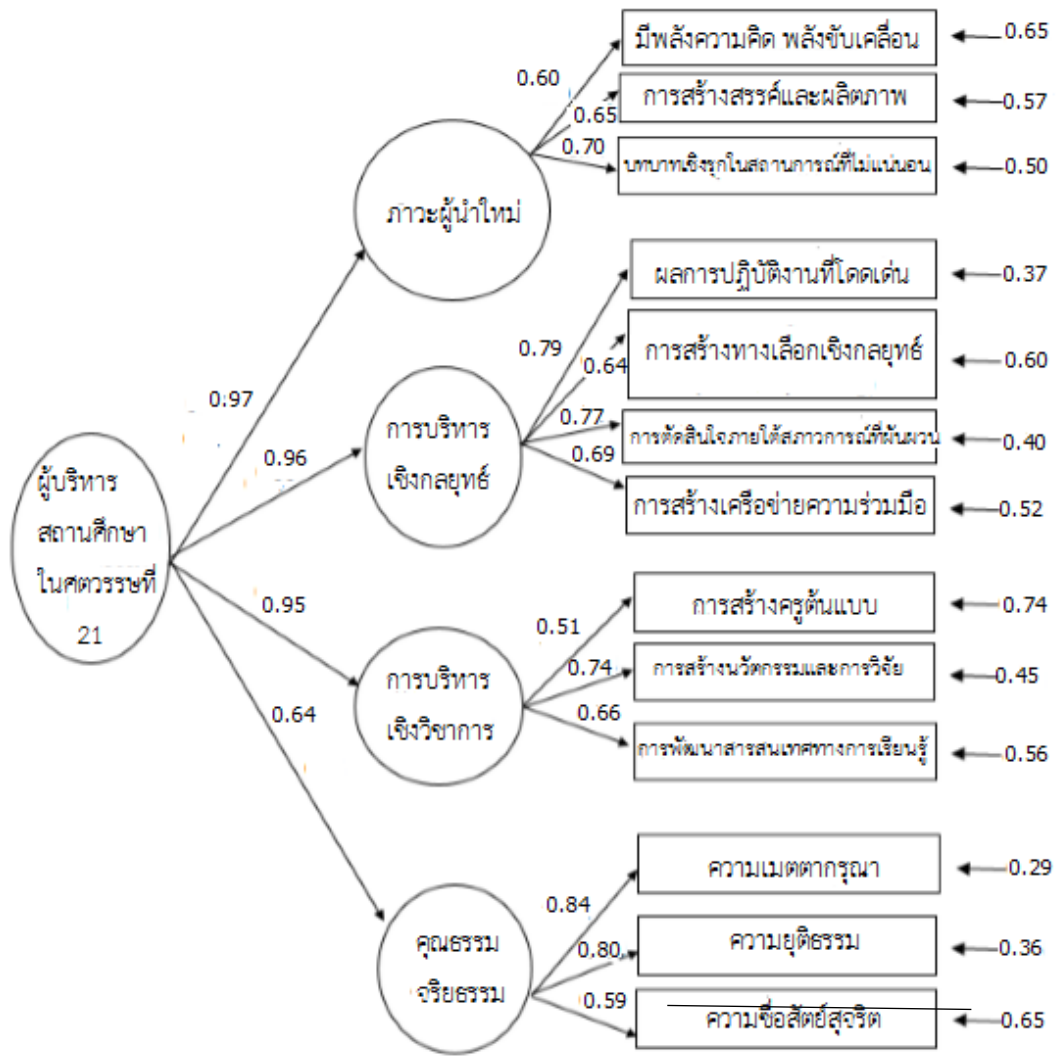 มีพลังความคิด พลังขับเคลื่อน
0.65
0.60
การสร้างสรรค์และผลิตภาพ
0.57
0.65
0.70
บทบาทเชิงรุกในสถานการณ์ที่ไม่แน่นอน
0.50
ภาวะผู้นำใหม่
ผลการปฏิบัติงานที่โดดเด่น
0.37
0.79
การสร้างทางเลือกเชิงกลยุทธ์
0.60
0.64
0.97
0.77
การตัดสินใจภายใต้สภาวการณ์ที่ผันผวน
0.40
การบริหาร
เชิงกลยุทธ์
0.96
0.69
การสร้างเครือข่ายความร่วมมือ
0.52
ผู้บริหาร
สถานศึกษา
ในศตวรรษที่
21
0.95
การสร้างครูต้นแบบ
0.74
0.51
การสร้างนวัตกรรมและการวิจัย
0.45
0.74
การบริหาร
เชิงวิชาการ
0.64
0.66
การพัฒนาสารสนเทศทางการเรียนรู้
0.56
ความเมตตากรุณา
0.29
0.84
คุณธรรม
จริยธรรม
0.80
ความยุติธรรม
0.36
0.59
ความซื่อสัตย์สุจริต
0.65